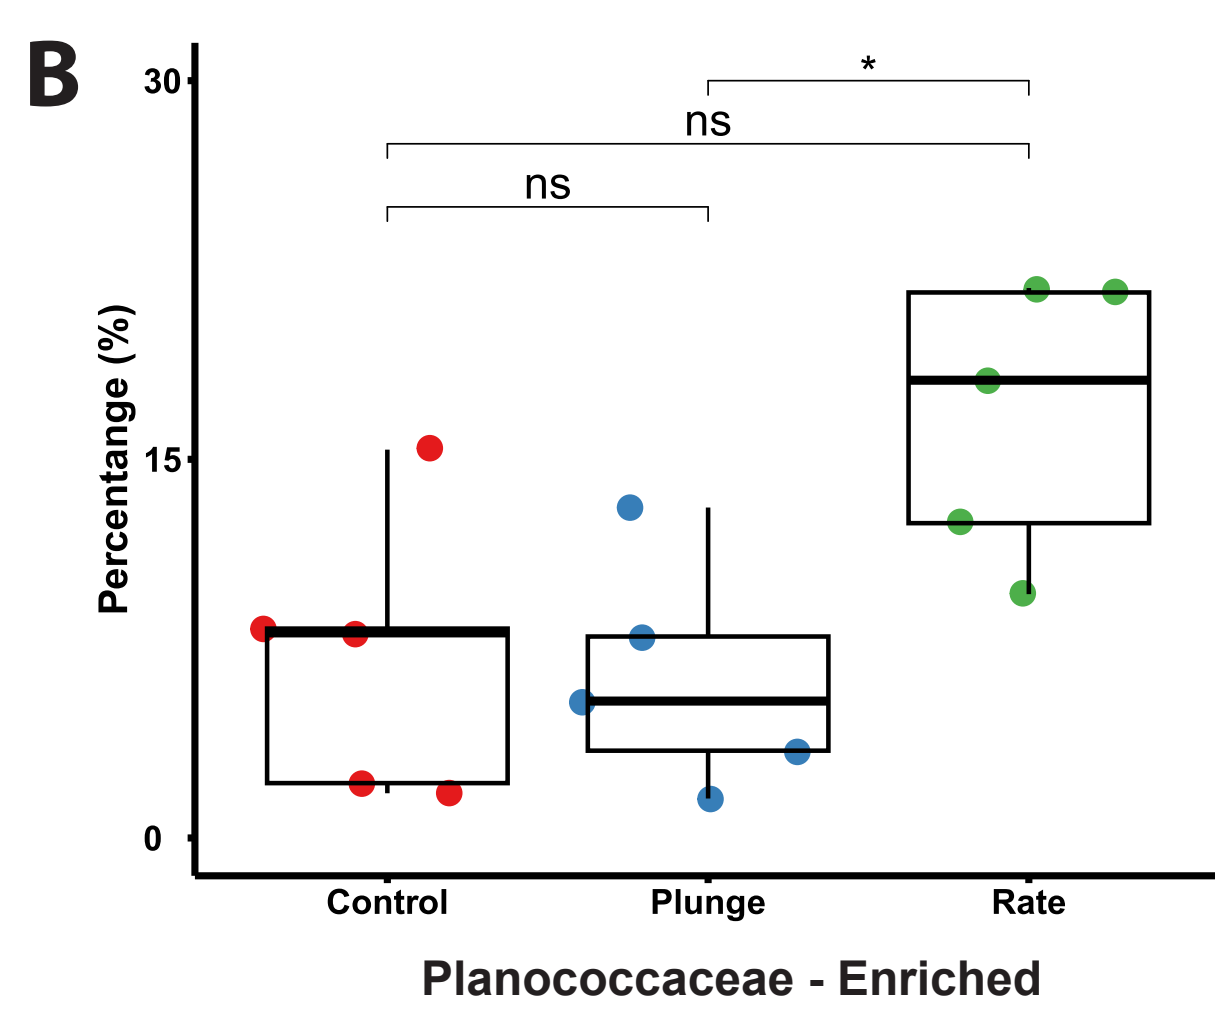 B
30
*
ns
ns
15
0
Percentange (%)
Control Plunge Rate
Planococcaceae - Enriched